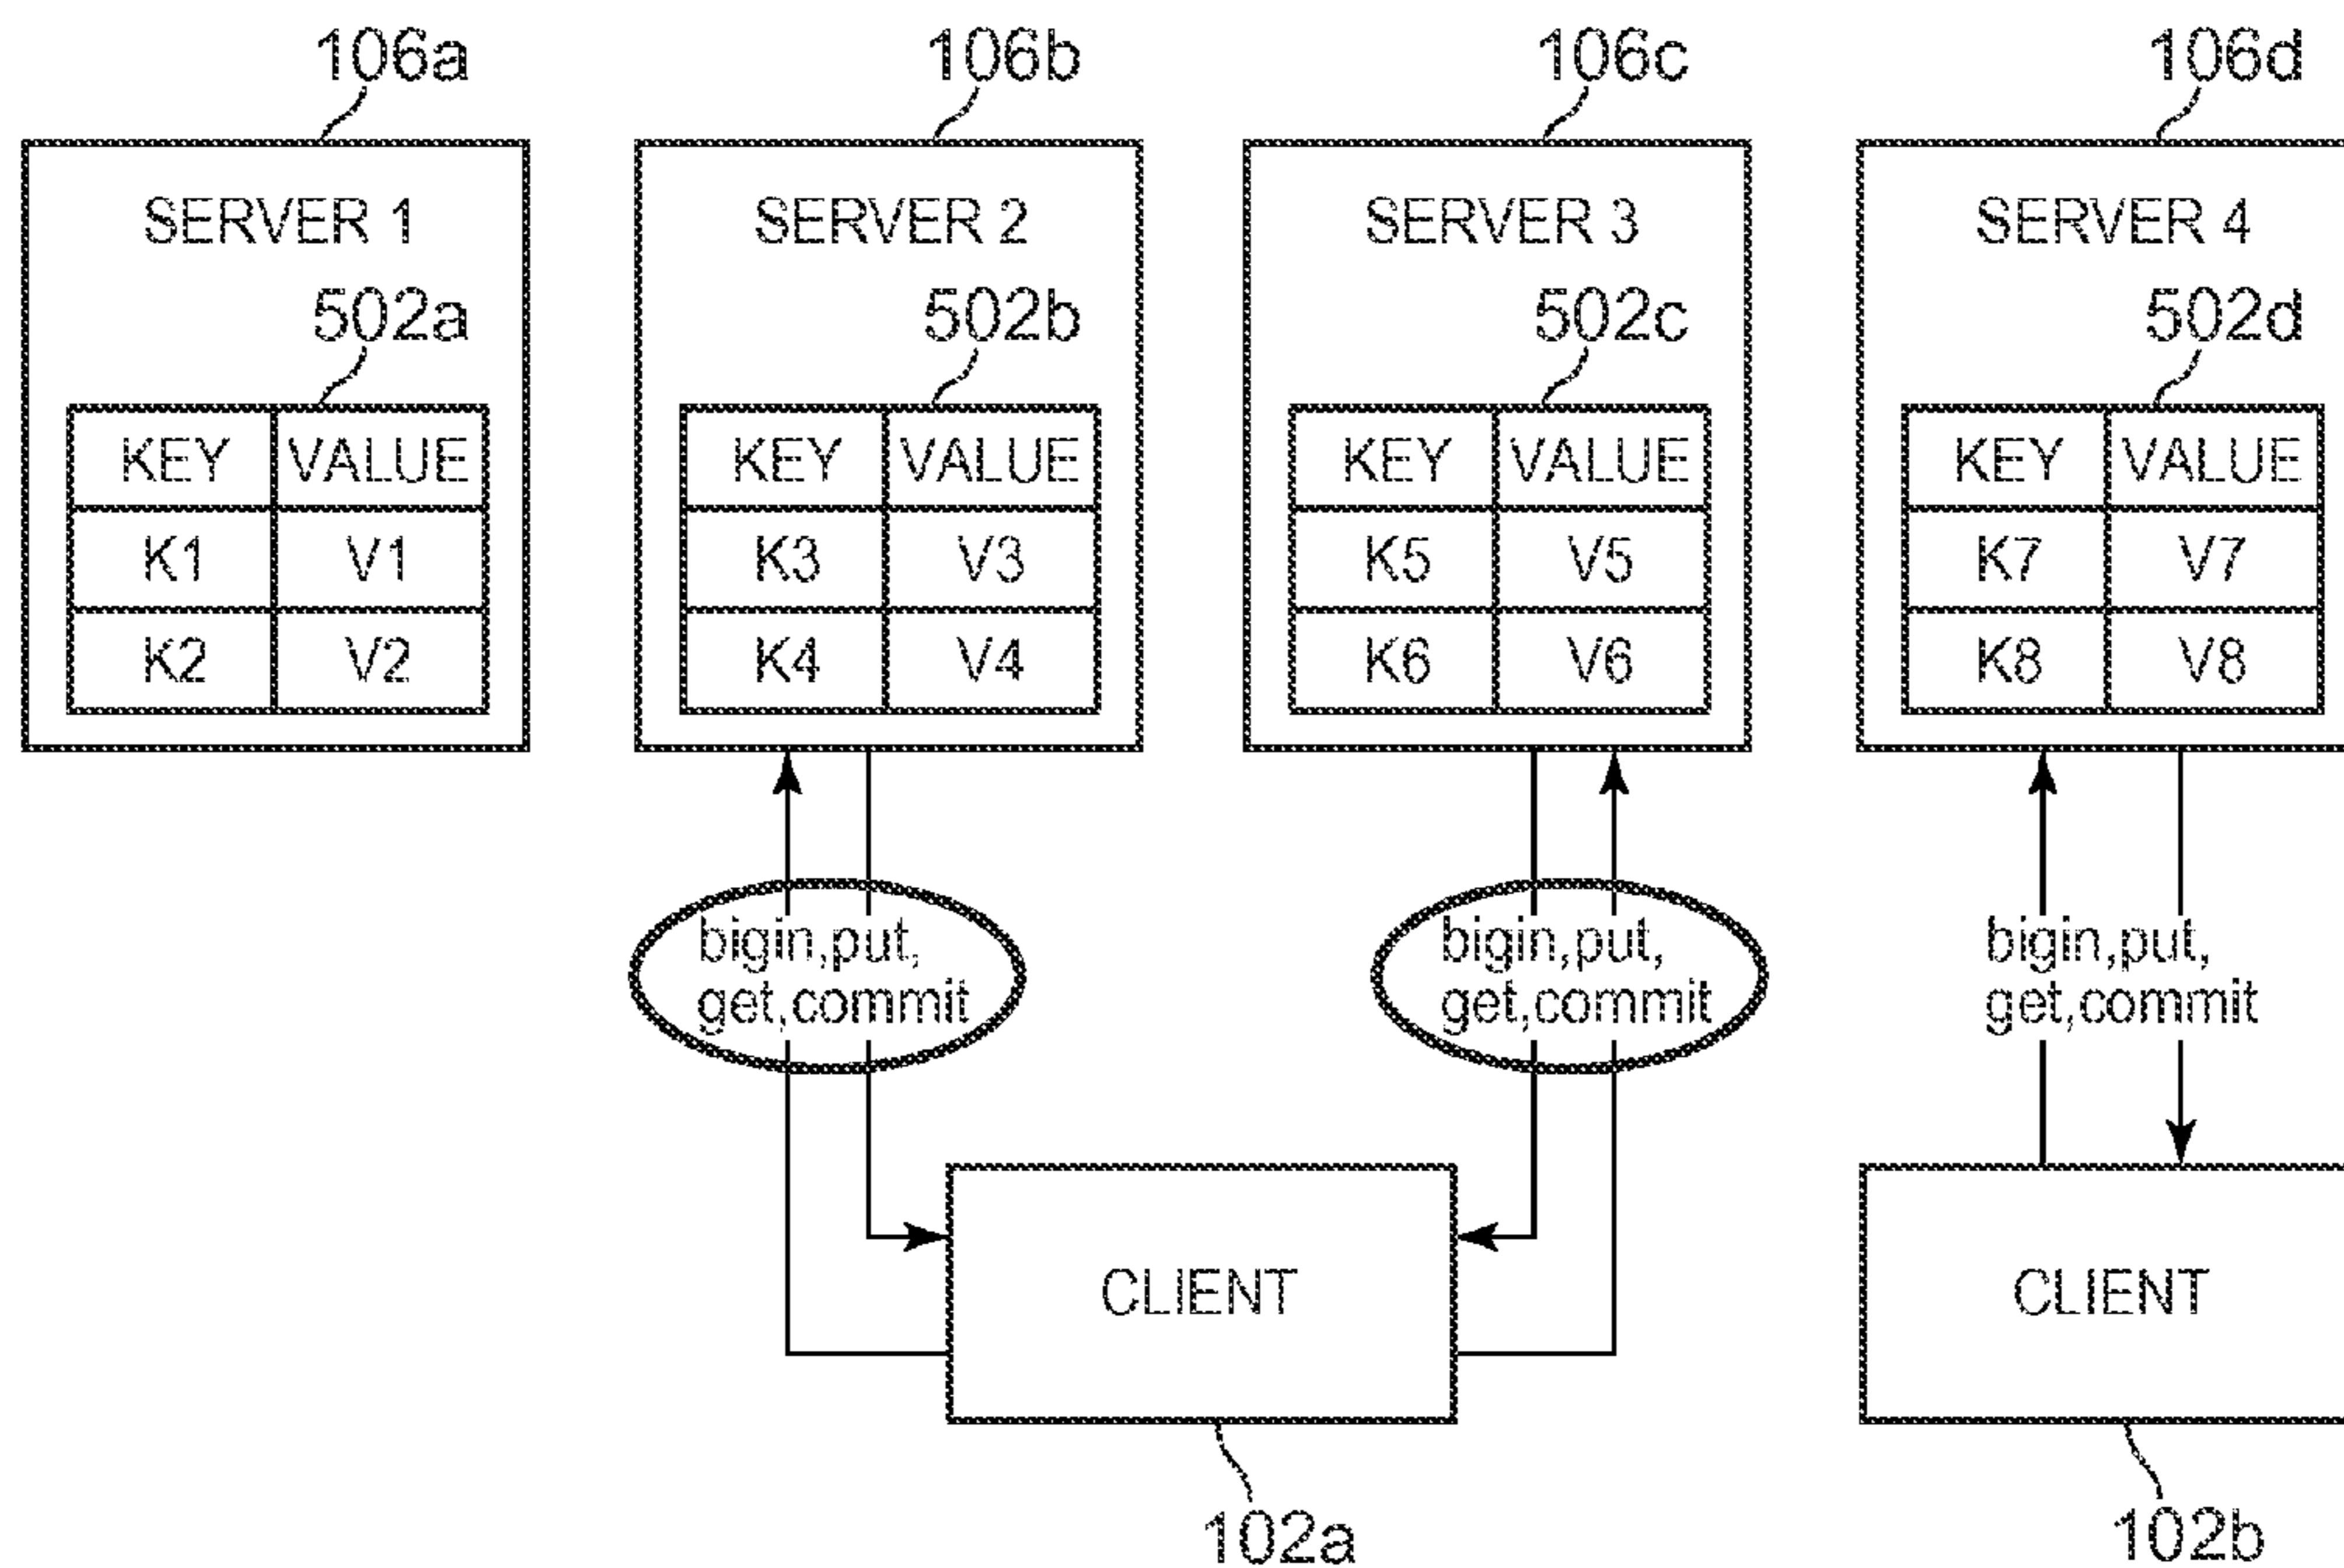 106a 106b 106c 106d
SERVER 1 SERVER 2 SERVER 3 SERVER 4
502a 502b 502c 502d
KEY VALUE KEY VALUE KEY VALUE KEY VALUE
K1 V1 K3 V3 K5 V5 K7 V7
K2 V2 K4 V4 K6 V6 K8 V8
bigin,put, bigin,put, bigin,put,
get,commit get,commit get,commit
CLIENT CLIENT
102a 102b